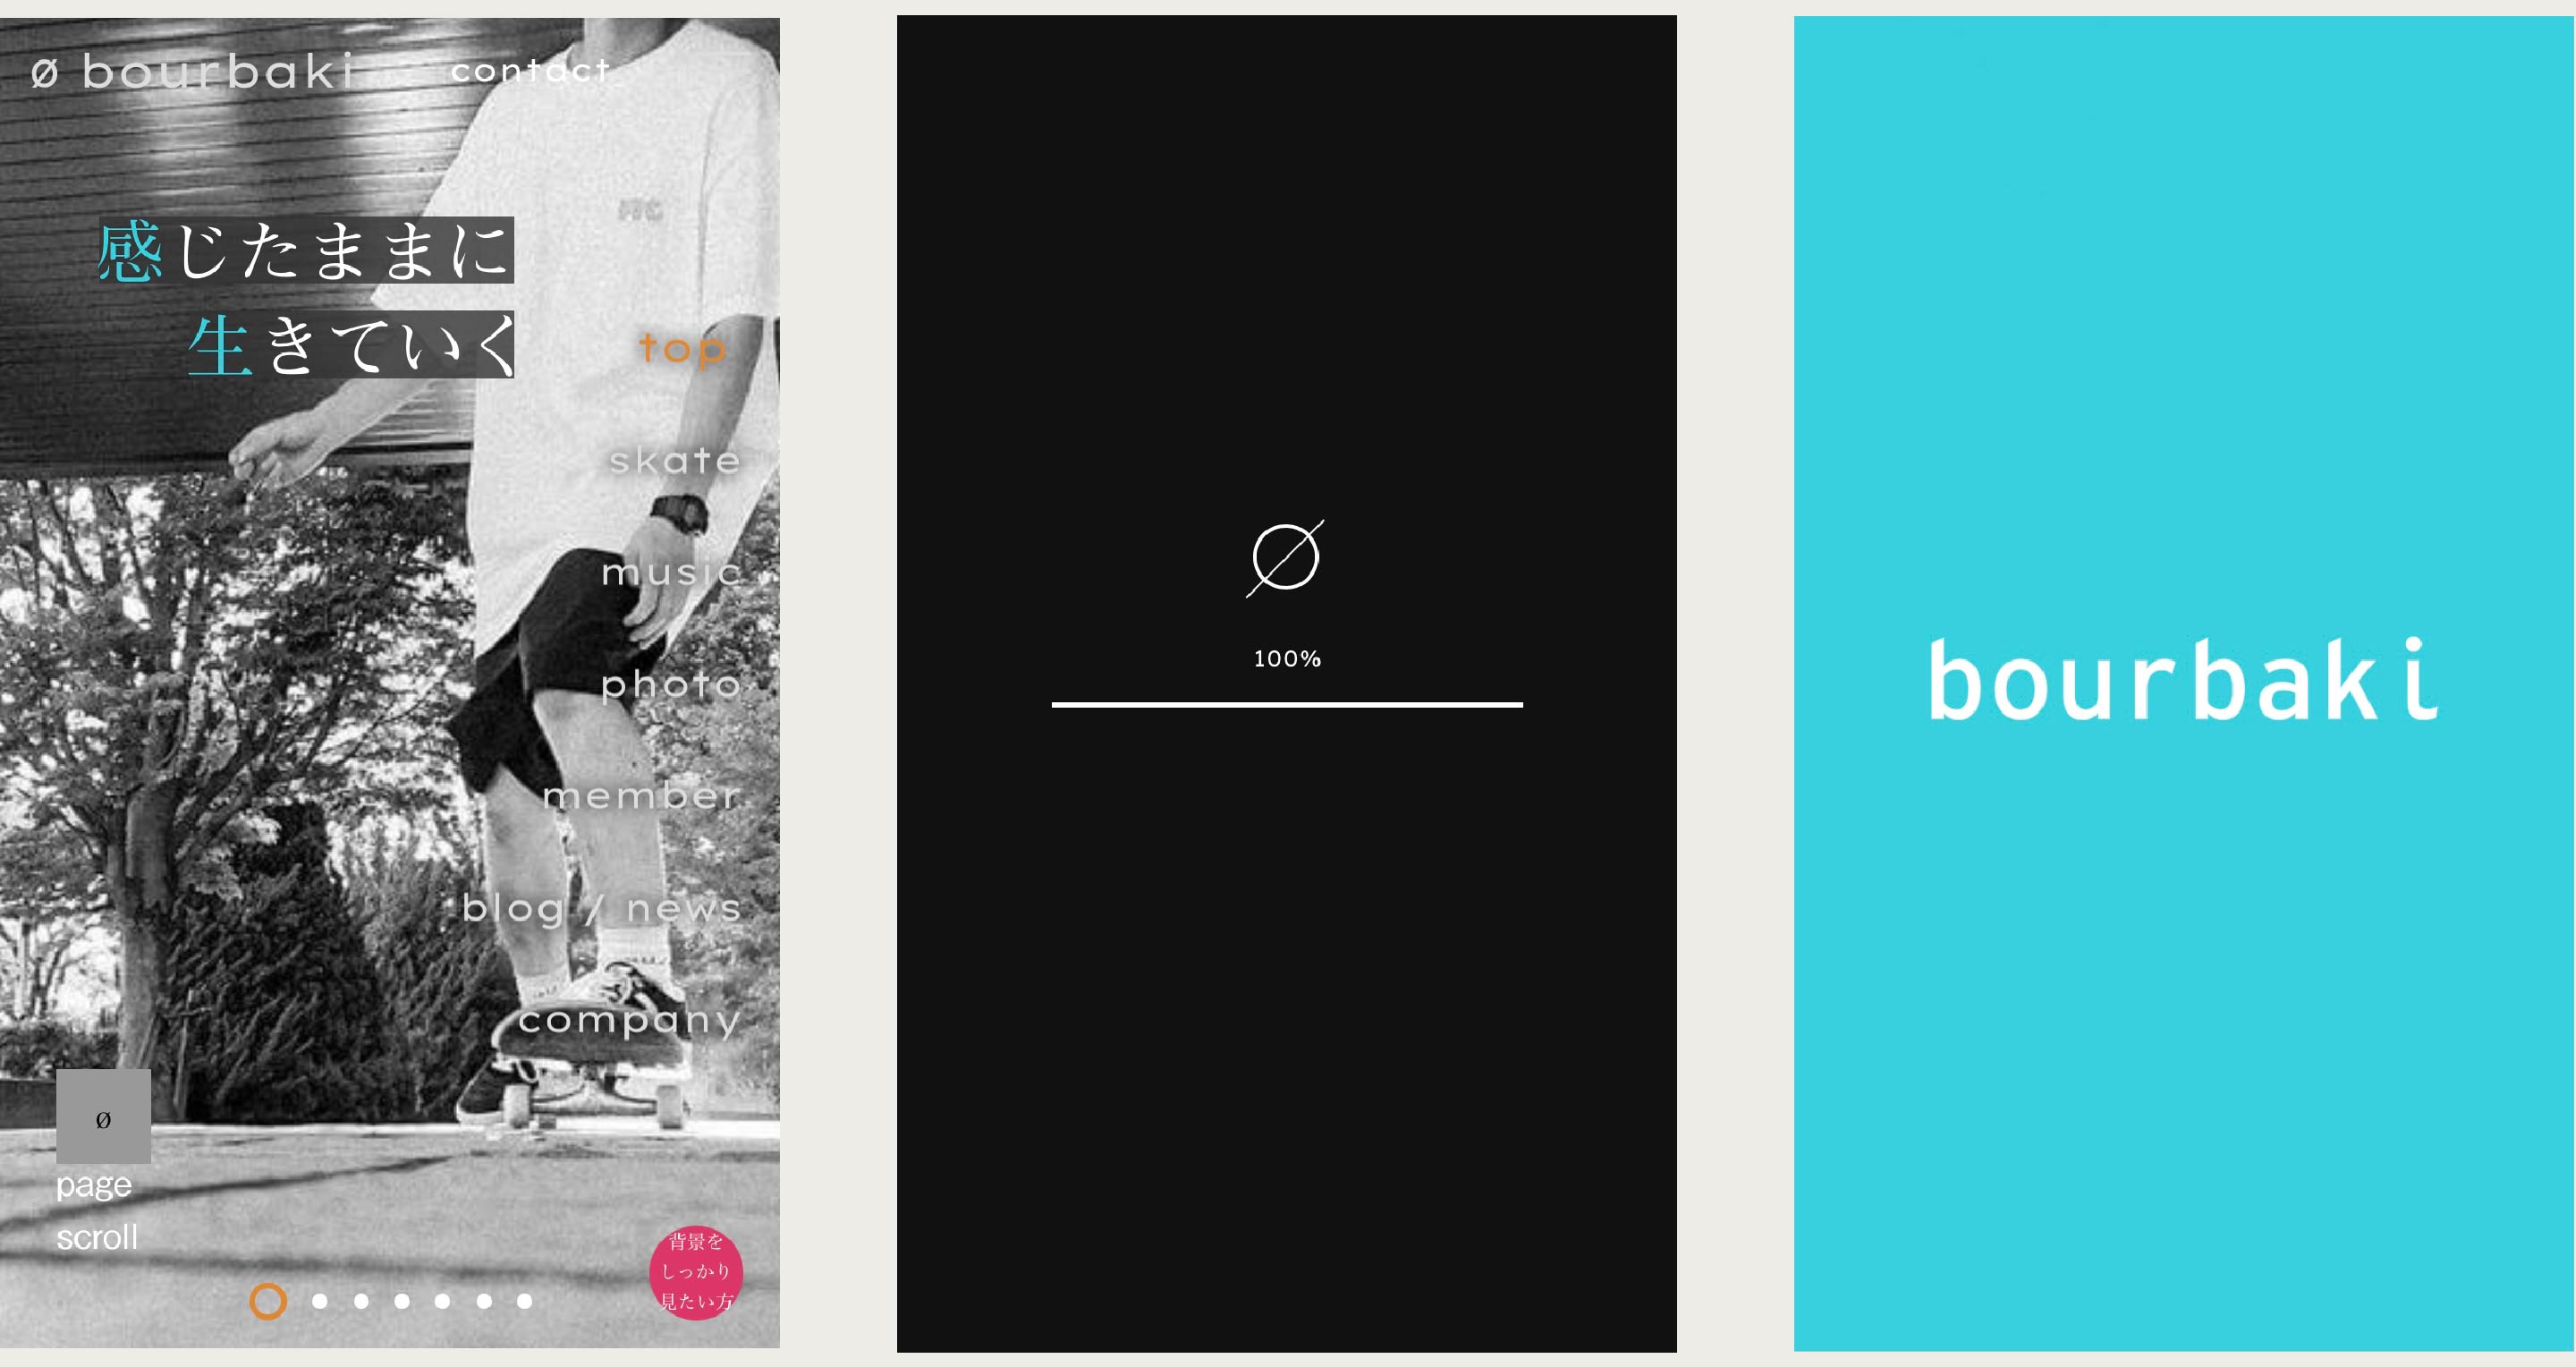 ø bourbaki
contact
感じたままに
生きていく
top
skate
music
photo
member
blog / news
company
ø
page
scroll
背景を
しっかり
見たい方
100%
bourbaki